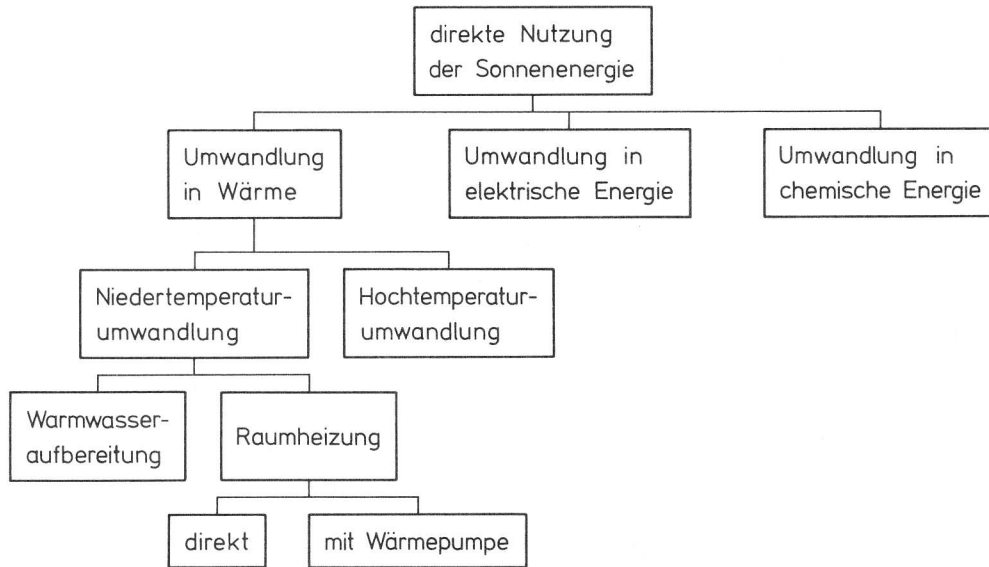 direkte Nutzung
der Sonnenenergie
Umwandlung
in Wärme
Umwandlung in
elektrische Energie
Umwandlung in
chemische Energie
Niedertemperatur-
umwandlung
Hochtemperatur-
umwandlung
Warmwasser-
aufbereitung
Raumheizung
direkt
mit Wärmepumpe